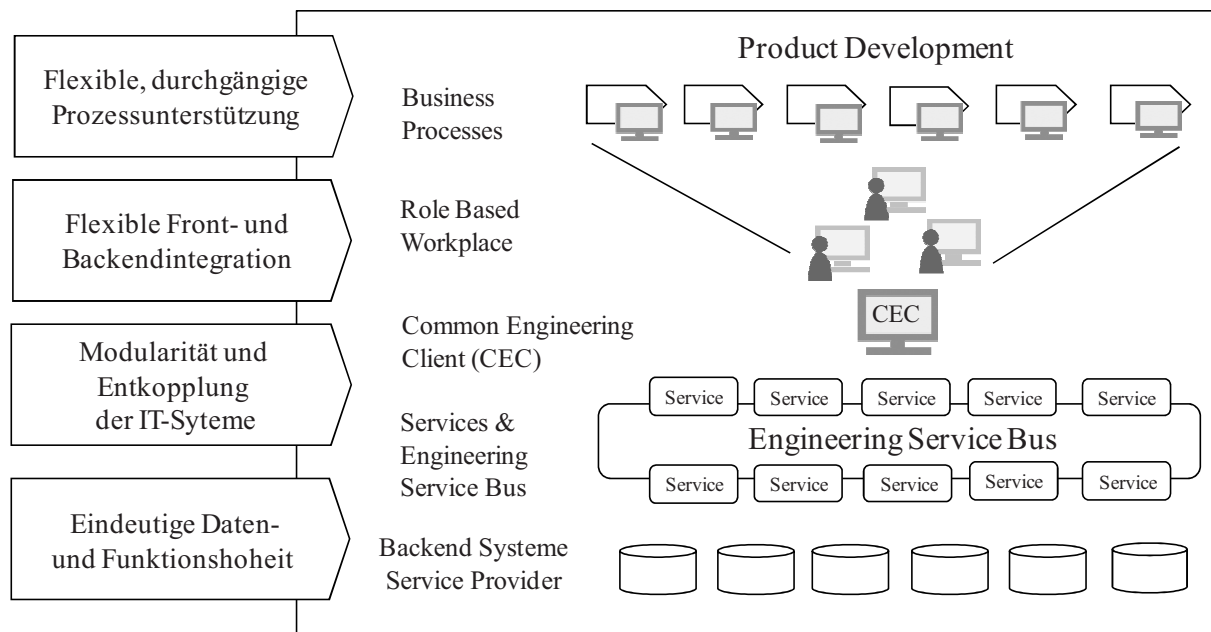 Flexible, durchgängige
Prozessunterstützung
Flexible Front- und
Backendintegration
Modularität und
Entkopplung
der IT-Syteme
Eindeutige Daten-
und Funktionshoheit
Business
Processes
Role Based
Workplace
Common Engineering
Client (CEC)
Services &
Engineering
Service Bus
Backend Systeme
Service Provider
Product Development
CEC
Service Service Service Service Service
Engineering Service Bus
Service Service Service Service Service